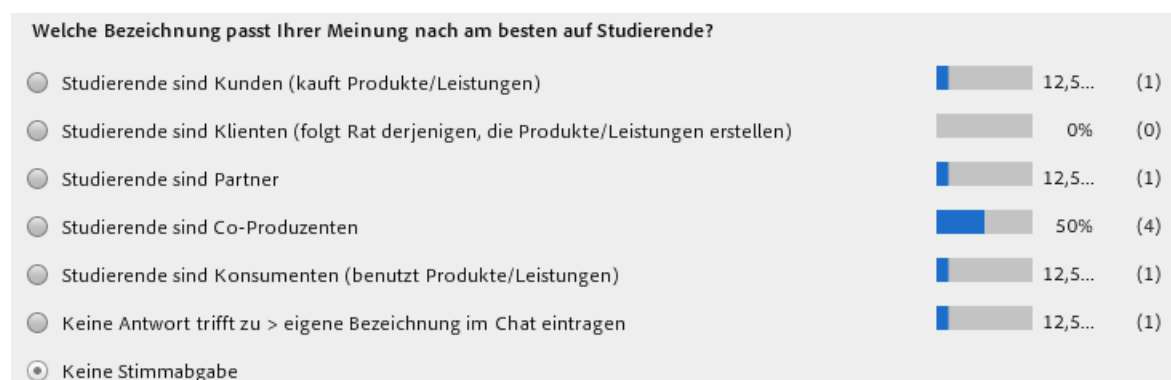 Welche Bezeichnung passt Ihrer Meinung nach am besten auf Studierende?
Studierende sind Kunden (kauft Produkte/Leistungen) 12,5... (1)
Studierende sind Klienten (folgt Rat derjenigen, die Produkte/Leistungen erstellen) 0% (0)
Studierende sind Partner 12,5... (1)
Studierende sind Co-Produzenten 50% (4)
Studierende sind Konsumenten (benutzt Produkte/Leistungen) 12,5... (1)
Keine Antwort trifft zu > eigene Bezeichnung im Chat eintragen 12,5... (1)
Keine Stimmabgabe